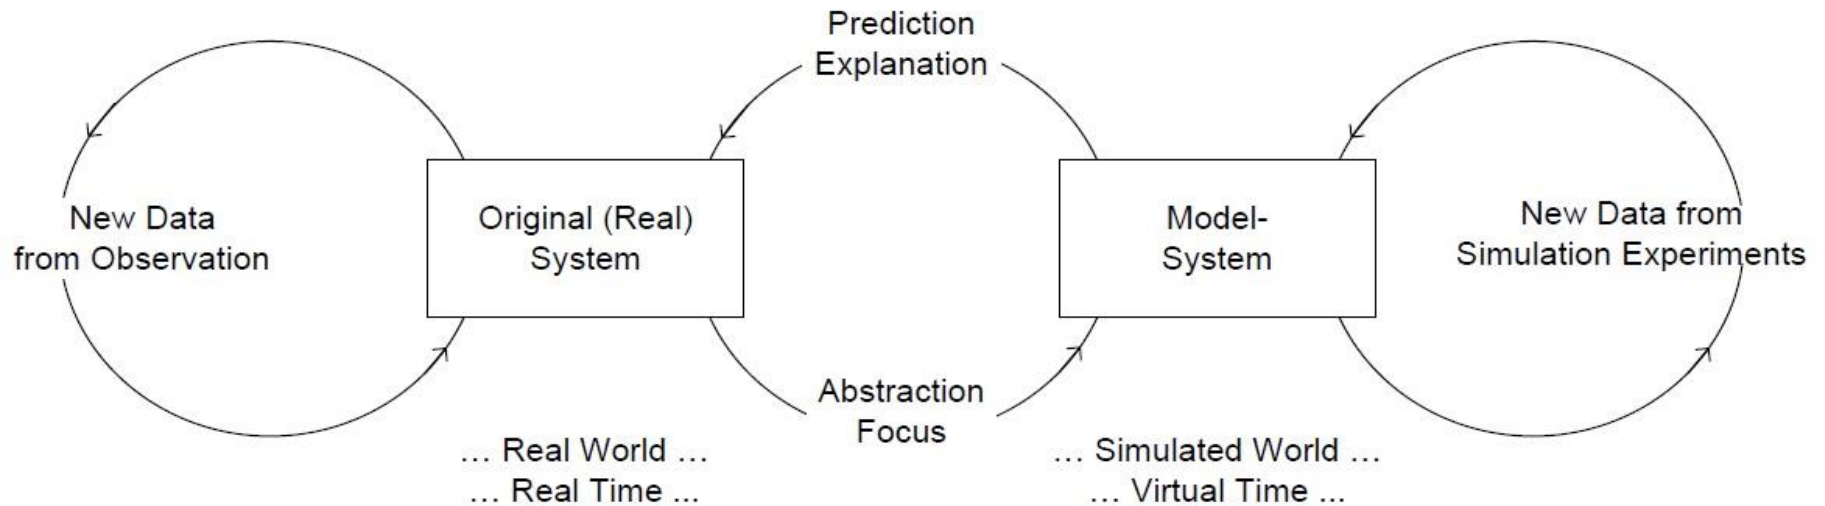 Prediction
Explanation
New Data
from Observation
Original (Real)
System
Model-
System
New Data from
Simulation Experiments
Abstraction
Focus
… Real World …
… Real Time ...
… Simulated World …
… Virtual Time ...